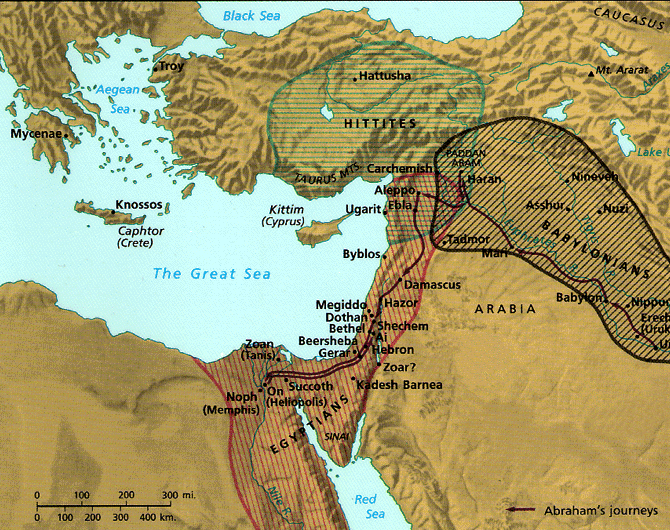 Black Sea
CAUCASUS
Troy
Hattusha
Mt. Ararat
Araxes
Aegean
Sea
HITTITES
Mycenae
Lake
PADDAN
ARAM
TAURUS MTS.
Carchemish
Haran
Nineveh
Aleppo
Knossos
Kittim
(Cyprus)
Ugarit
Ebla
Asshur
Nuzi
Caphtor
(Crete)
Euphrates R.
Tigris R.
BABYLONIANS
Tadmor
Mari
Byblos
The Great Sea
Damascus
Babylon
Nippur
Megiddo
Hazor
ARABIA
Dothan
Erech
(Uruk
Bethel
Shechem
Zoan
(Tanis)
Beersheba
Ai
Ur
Gerar
Hebron
Zoar?
Noph
(Memphis)
On
(Heliopolis)
Succoth
Kadesh Barnea
EGYPTIANS
SINAI
Nile R.
Red
Sea
0 100 200 300 mi.
0 100 200 300 400 km.
Abraham's journeys